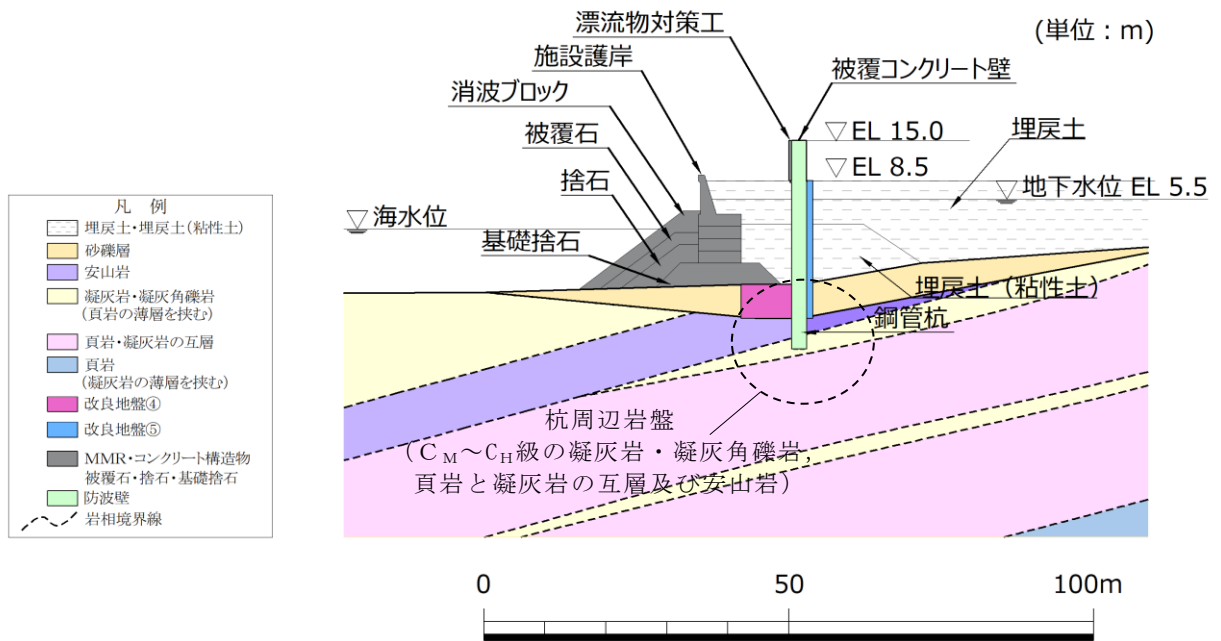 漂流物対策工
(単位：m)
施設護岸
被覆コンクリート壁
消波ブロック
▽EL 15.0
埋戻土
被覆石
▽EL 8.5
捨石
▽地下水位 EL 5.5
▽海水位
基礎捨石
埋戻土（粘性土）
鋼管杭
杭周辺岩盤
（CM～CH級の凝灰岩・凝灰角礫岩，
頁岩と凝灰岩の互層及び安山岩）
凡 例
埋戻土・埋戻土(粘性土)
砂礫層
安山岩
凝灰岩・凝灰角礫岩
(頁岩の薄層を挟む)
頁岩・凝灰岩の互層
頁岩
(凝灰岩の薄層を挟む)
改良地盤④
改良地盤⑤
MMR・コンクリート構造物
被覆石・捨石・基礎捨石
防波壁
岩相境界線
0 50 100m